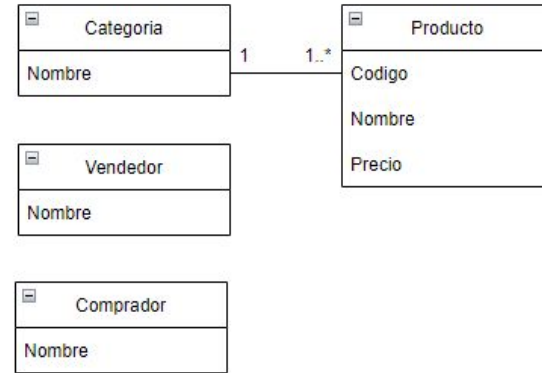 Categoria
Nombre
1
1..*
Producto
Codigo
Nombre
Precio
Vendedor
Nombre
Comprador
Nombre